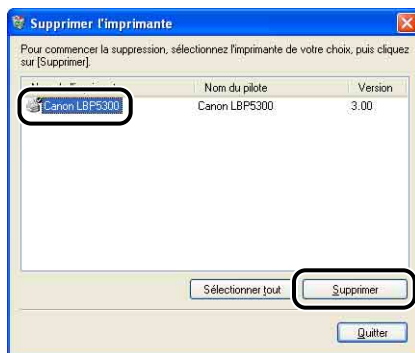 Supprimer l'imprimante
Pour commencer la suppression, sélectionnez l'imprimante de votre choix, puis cliquez
sur [Supprimer].
Nom du pilote Version
Canon LBP5300 Canon LBP5300 3.00
Sélectionner tout Supprimer
Quitter